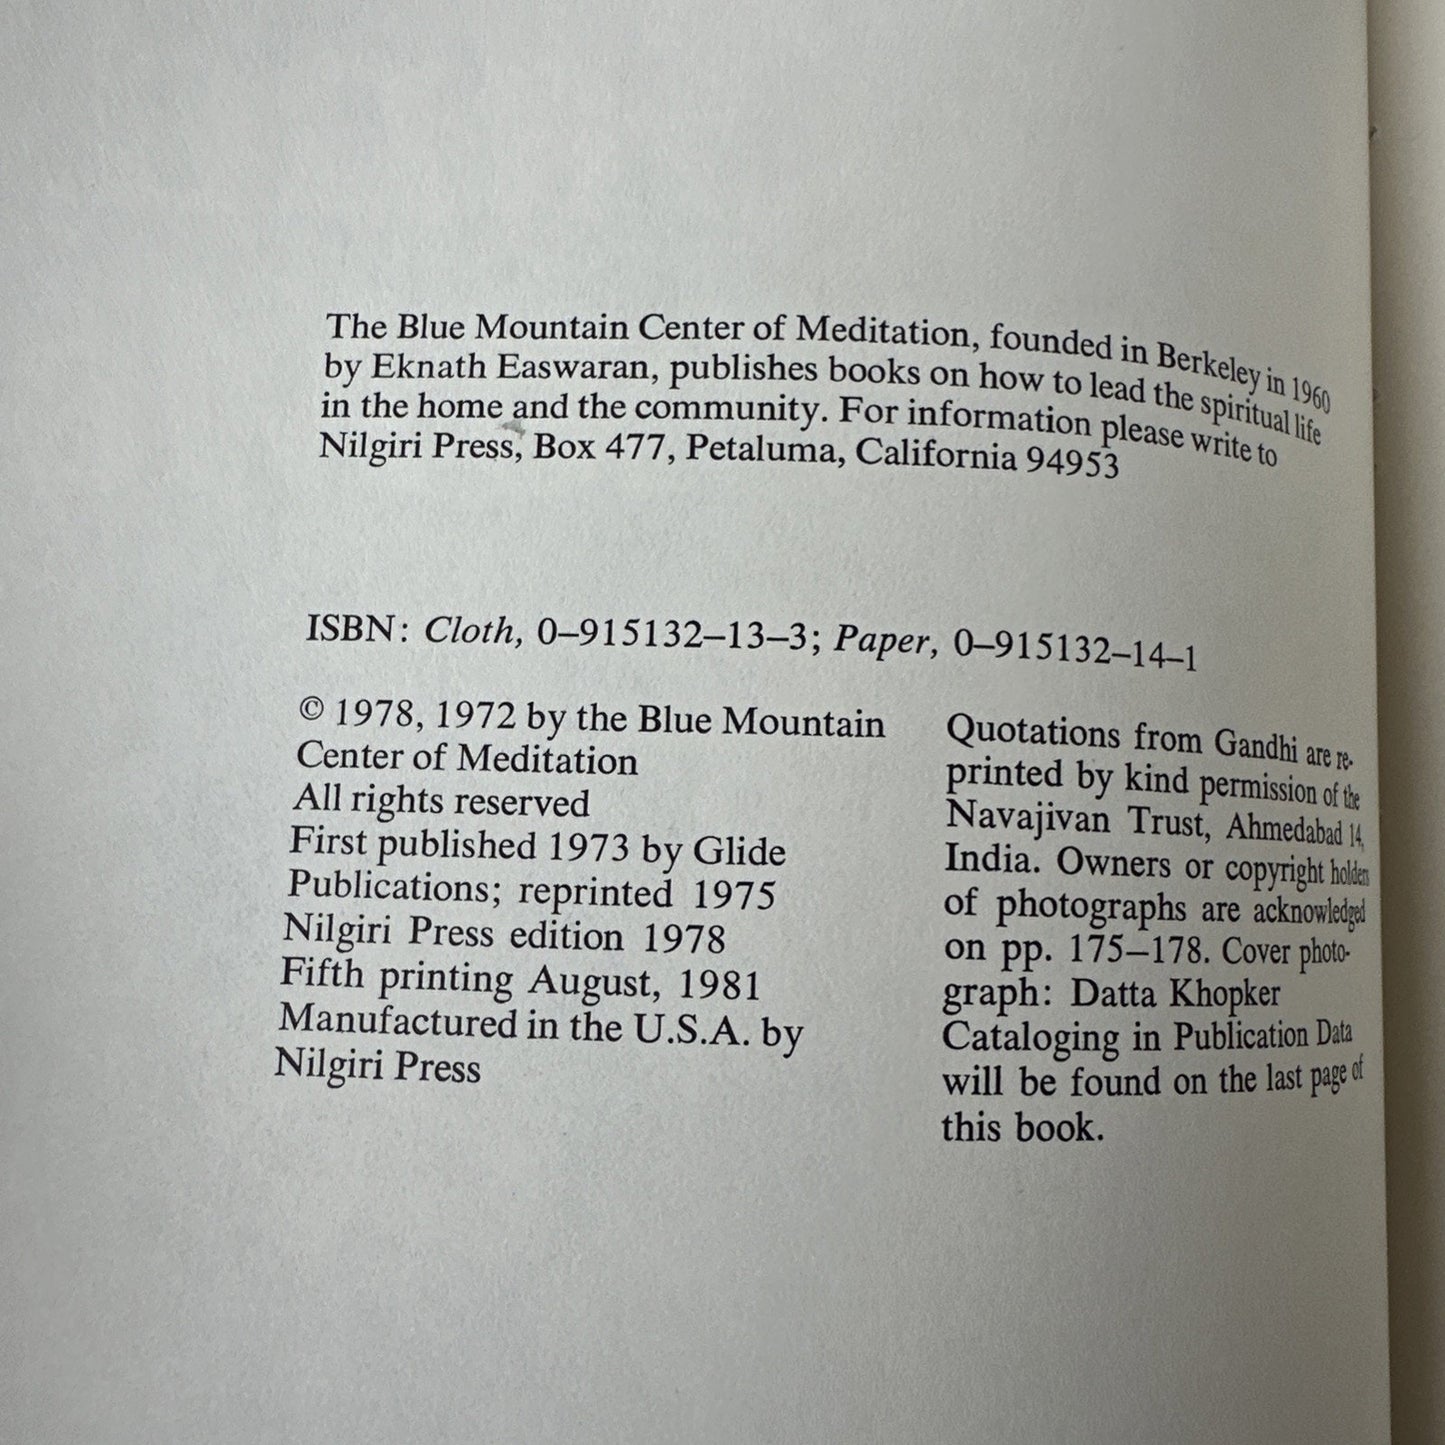 The Blue Mountain Center of Meditation, founded in Berkeley in 1960
by Eknath Easwaran, publishes books on how to lead the spiritual life
in the home and the community. For information please write to
Nilgiri Press, Box 477, Petaluma, California 94953
ISBN: Cloth, 0–915132–13–3; Paper, 0–915132–14–1
© 1978, 1972 by the Blue Mountain
Center of Meditation
All rights reserved
First published 1973 by Glide
Publications; reprinted 1975
Nilgiri Press edition 1978
Fifth printing August, 1981
Manufactured in the U.S.A. by
Nilgiri Press
Quotations from Gandhi are re-
printed by kind permission of the
Navajivan Trust, Ahmedabad 14,
India. Owners or copyright holders
of photographs are acknowledged
on pp. 175–178. Cover photo-
graph: Datta Khopker
Cataloging in Publication Data
will be found on the last page of
this book.